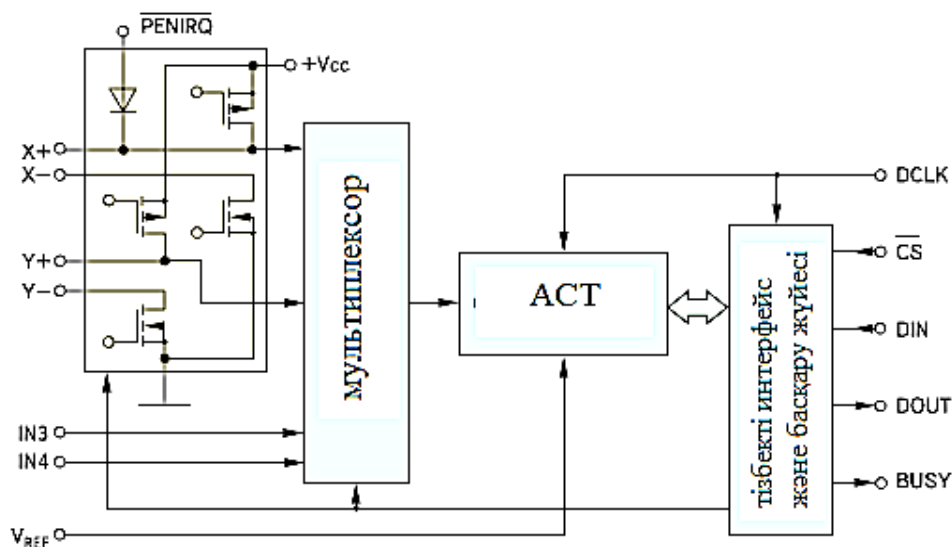 PENIRQ
+Vcc
X+
X−
Y+
Y−
мультиплексор
АСТ
тізбекті интерфейс
және басқару жүйесі
DCLK
CS
DIN
DOUT
BUSY
IN3
IN4
VREF